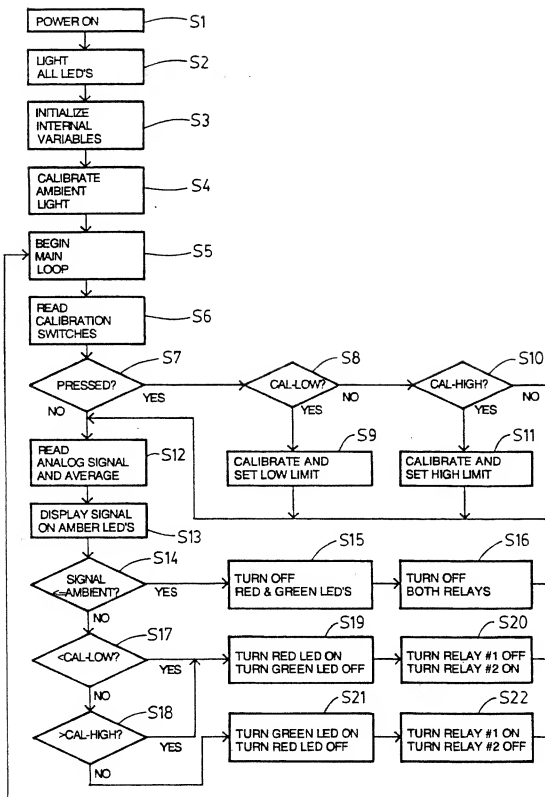 POWER ON
S1
LIGHT
ALL LED'S
S2
INITIALIZE
INTERNAL
VARIABLES
S3
CALIBRATE
AMBIENT
LIGHT
S4
BEGIN
MAIN
LOOP
S5
READ
CALIBRATION
SWITCHES
S6
PRESSED?
S7
NO
YES
CAL-LOW?
S8
YES
NO
CAL-HIGH?
S10
YES
NO
CALIBRATE AND
SET LOW LIMIT
S9
CALIBRATE AND
SET HIGH LIMIT
S11
READ
ANALOG SIGNAL
AND AVERAGE
S12
DISPLAY SIGNAL
ON AMBER LED'S
S13
SIGNAL
<=AMBIENT?
S14
YES
NO
TURN OFF
RED & GREEN LED'S
S15
TURN OFF
BOTH RELAYS
S16
<CAL-LOW?
S17
YES
NO
TURN RED LED ON
TURN GREEN LED OFF
S19
TURN RELAY #1 OFF
TURN RELAY #2 ON
S20
>CAL-HIGH?
S18
YES
NO
TURN GREEN LED ON
TURN RED LED OFF
S21
TURN RELAY #1 ON
TURN RELAY #2 OFF
S22